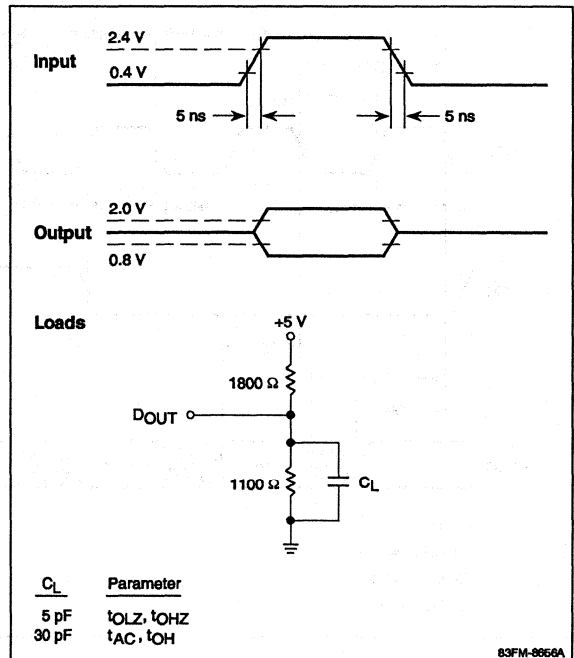 2.4 V
Input
0.4 V
5 ns
5 ns
2.0 V
Output
0.8 V
Loads
+5 V
1800 Ω
DOUT
1100 Ω
CL
CL Parameter
5 pF tOLZ, tOHZ
30 pF tAC, tOH
83FM-8656A